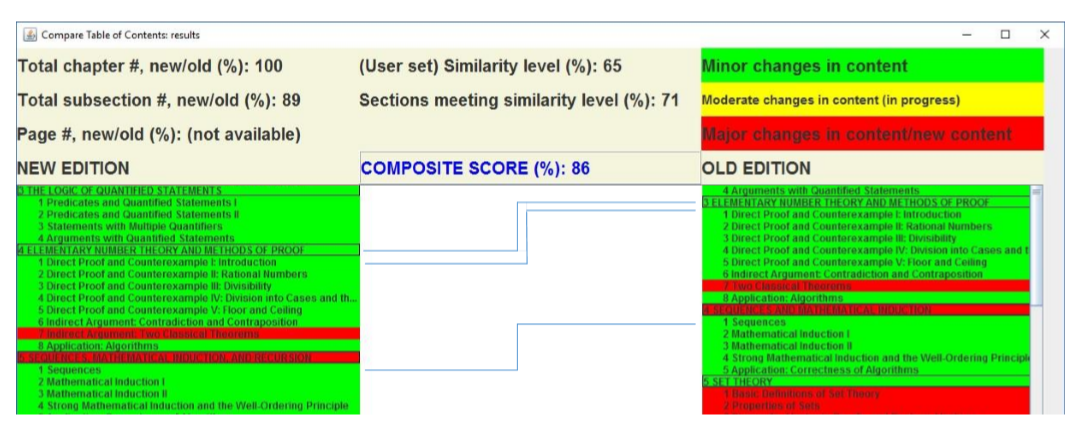 Compare Table of Contents: results
Total chapter #, new/old (%): 100
(User set) Similarity level (%): 65
Minor changes in content
Total subsection #, new/old (%): 89
Sections meeting similarity level (%): 71
Moderate changes in content (in progress)
Page #, new/old (%): (not available)
Major changes in content/new content
NEW EDITION
COMPOSITE SCORE (%): 86
OLD EDITION
3 THE LOGIC OF QUANTIFIED STATEMENTS
1 Predicates and Quantified Statements I
2 Predicates and Quantified Statements II
3 Statements with Multiple Quantifiers
4 Arguments with Quantified Statements
4 ELEMENTARY NUMBER THEORY AND METHODS OF PROOF
1 Direct Proof and Counterexample I: Introduction
2 Direct Proof and Counterexample II: Rational Numbers
3 Direct Proof and Counterexample III: Divisibility
4 Direct Proof and Counterexample IV: Division into Cases and th...
5 Direct Proof and Counterexample V: Floor and Ceiling
6 Indirect Argument: Contradiction and Contraposition
7 Indirect Argument: Two Classical Theorems
8 Application: Algorithms
5 SEQUENCES, MATHEMATICAL INDUCTION, AND RECURSION
1 Sequences
2 Mathematical Induction I
3 Mathematical Induction II
4 Strong Mathematical Induction and the Well-Ordering Principle
4 Arguments with Quantified Statements
3 ELEMENTARY NUMBER THEORY AND METHODS OF PROOF
1 Direct Proof and Counterexample I: Introduction
2 Direct Proof and Counterexample II: Rational Numbers
3 Direct Proof and Counterexample III: Divisibility
4 Direct Proof and Counterexample IV: Division into Cases and t
5 Direct Proof and Counterexample V: Floor and Ceiling
6 Indirect Argument: Contradiction and Contraposition
7 Two Classical Theorems
8 Application: Algorithms
4 SEQUENCES AND MATHEMATICAL INDUCTION
1 Sequences
2 Mathematical Induction I
3 Mathematical Induction II
4 Strong Mathematical Induction and the Well-Ordering Principle
5 Application: Correctness of Algorithms
5 SET THEORY
1 Basic Definitions of Set Theory
2 Properties of Sets